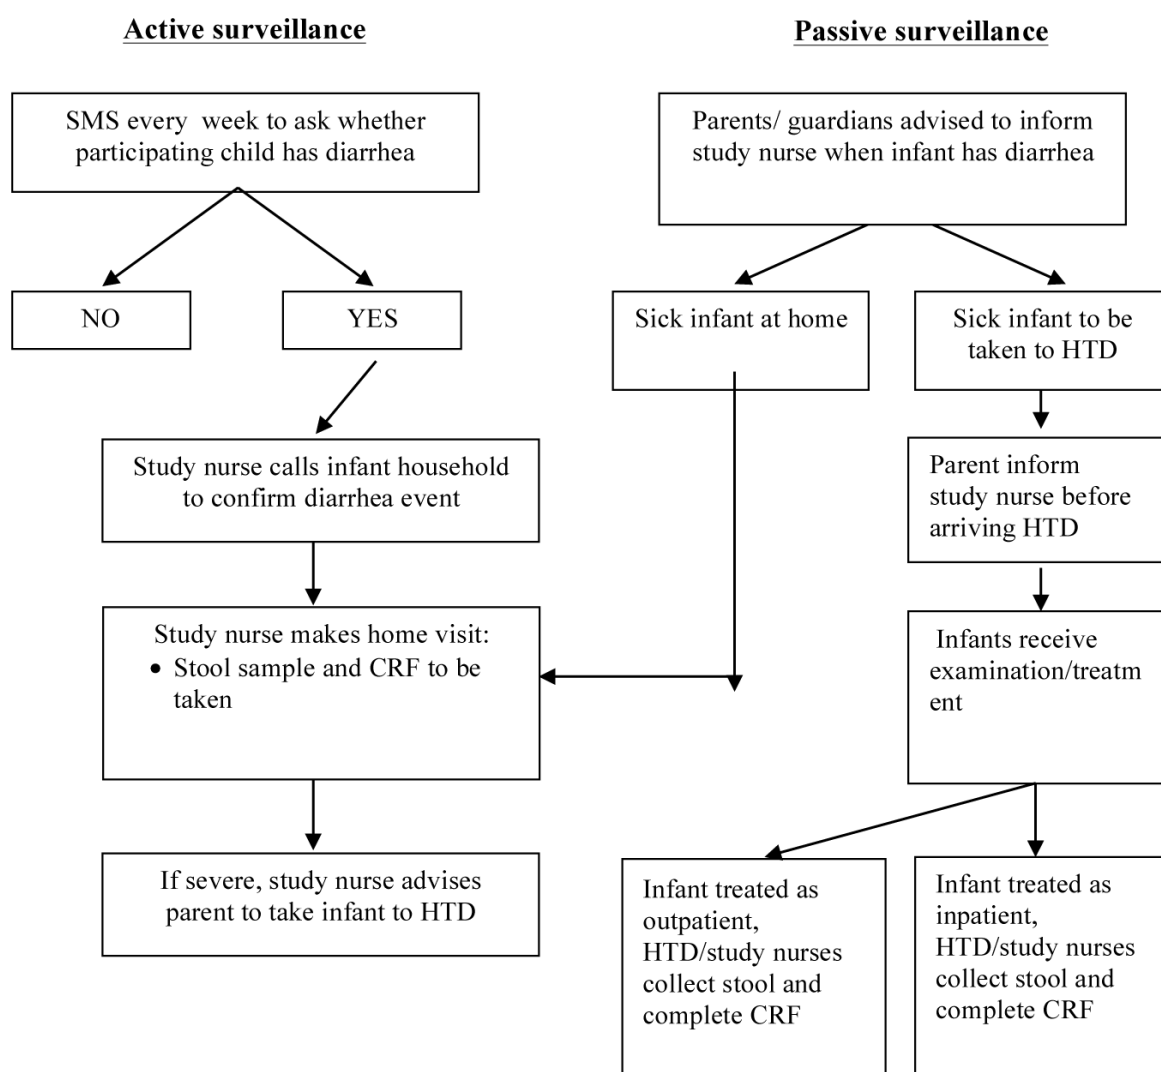 Active surveillance
SMS every  week to ask whether
participating child has diarrhea
NO
YES
Study nurse calls infant household
to confirm diarrhea event
Study nurse makes home visit:
• Stool sample and CRF to be
taken
If severe, study nurse advises
parent to take infant to HTD
Passive surveillance
Parents/ guardians advised to inform
study nurse when infant has diarrhea
Sick infant at home
Sick infant to be
taken to HTD
Parent inform
study nurse before
arriving HTD
Infants receive
examination/treatm
ent
Infant treated as
outpatient,
HTD/study nurses
collect stool and
complete CRF
Infant treated as
inpatient,
HTD/study nurses
collect stool and
complete CRF